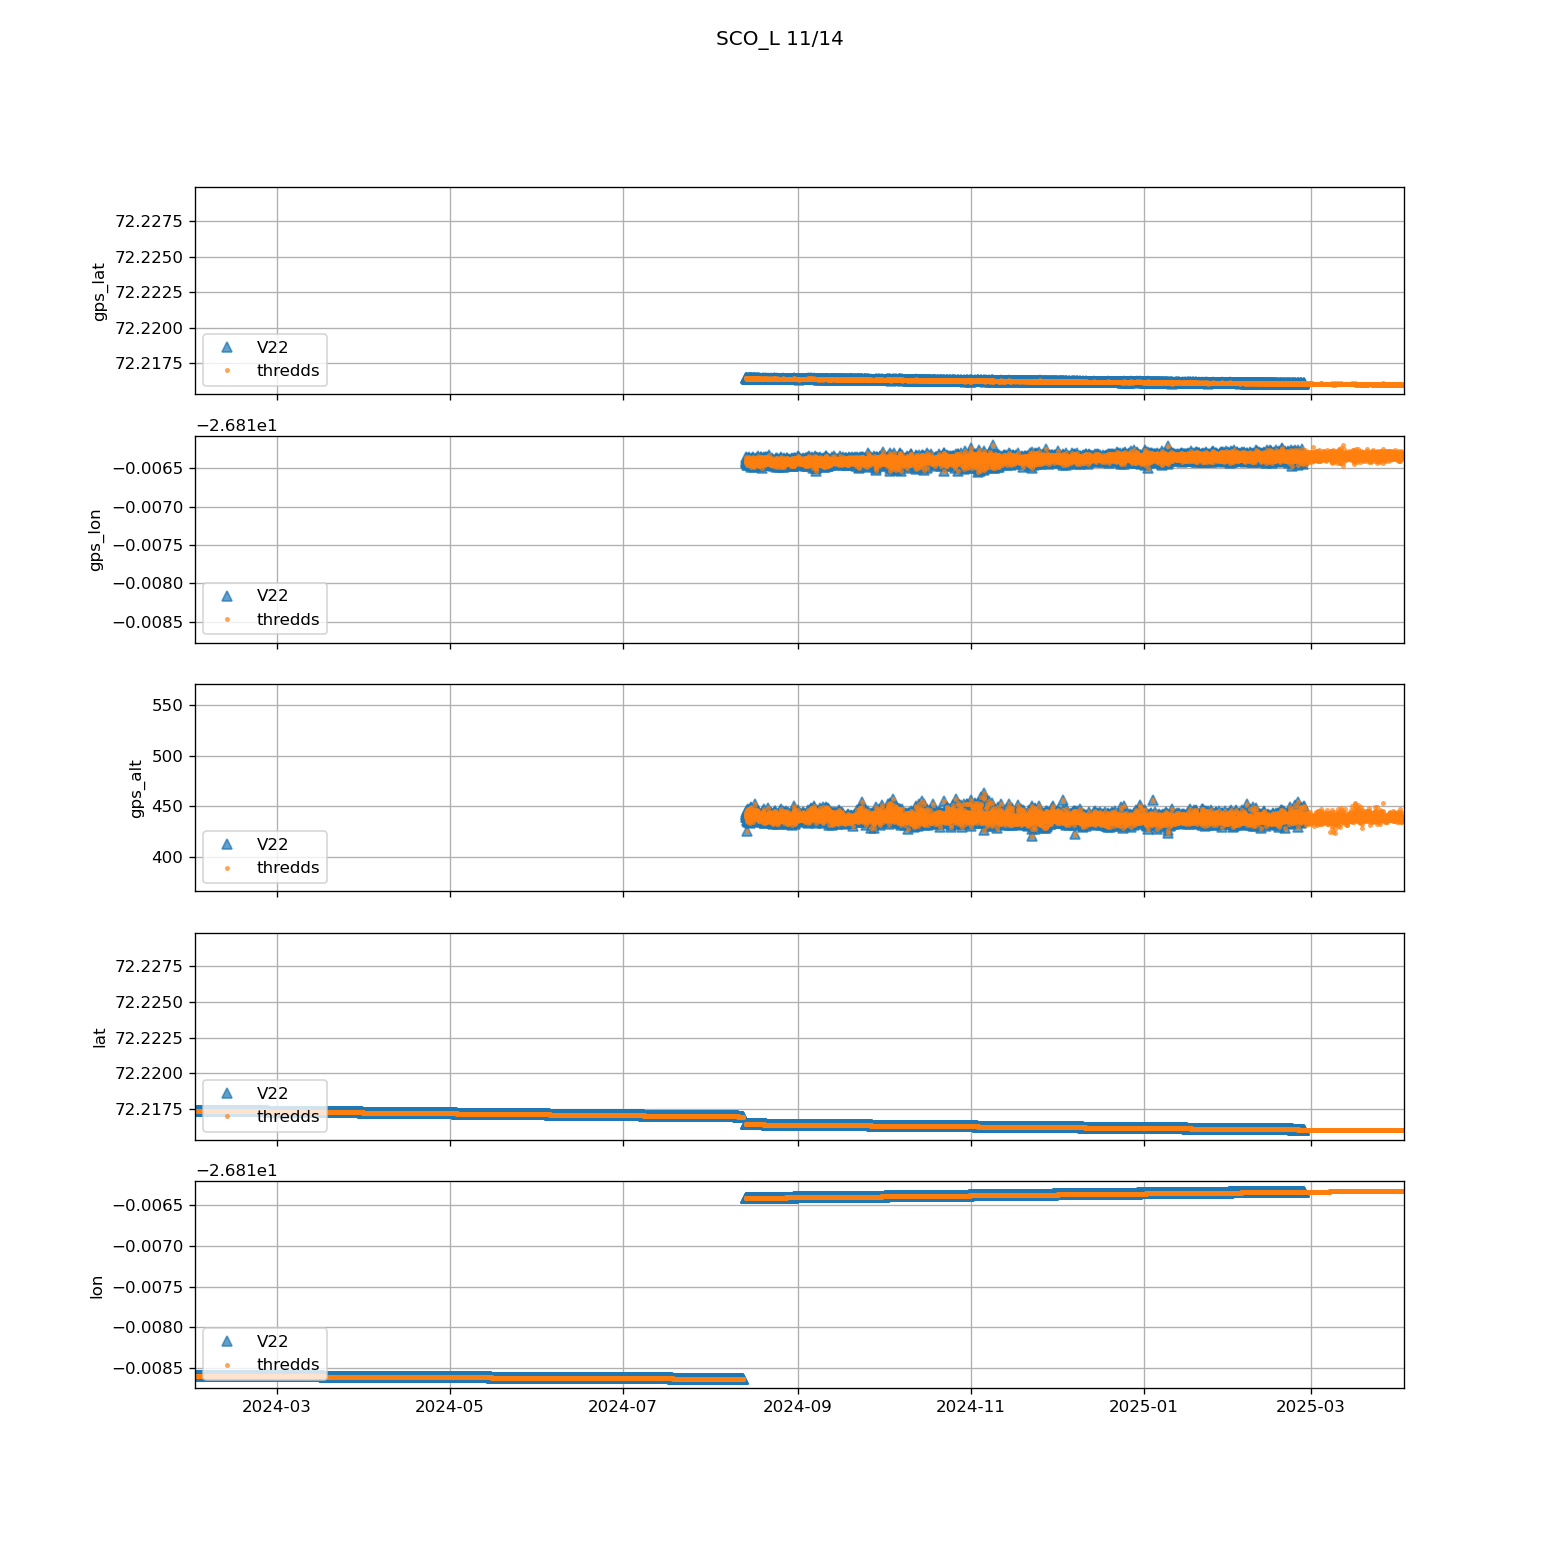 SCO_L 11/14
72.2275
72.2250
72.2225
72.2200
72.2175
gps_lat
V22
thredds
−2.681e1
−0.0065
−0.0070
−0.0075
−0.0080
−0.0085
gps_lon
V22
thredds
550
500
450
400
gps_alt
V22
thredds
72.2275
72.2250
72.2225
72.2200
72.2175
lat
V22
thredds
−2.681e1
−0.0065
−0.0070
−0.0075
−0.0080
−0.0085
lon
V22
thredds
2024-03 2024-05 2024-07 2024-09 2024-11 2025-01 2025-03